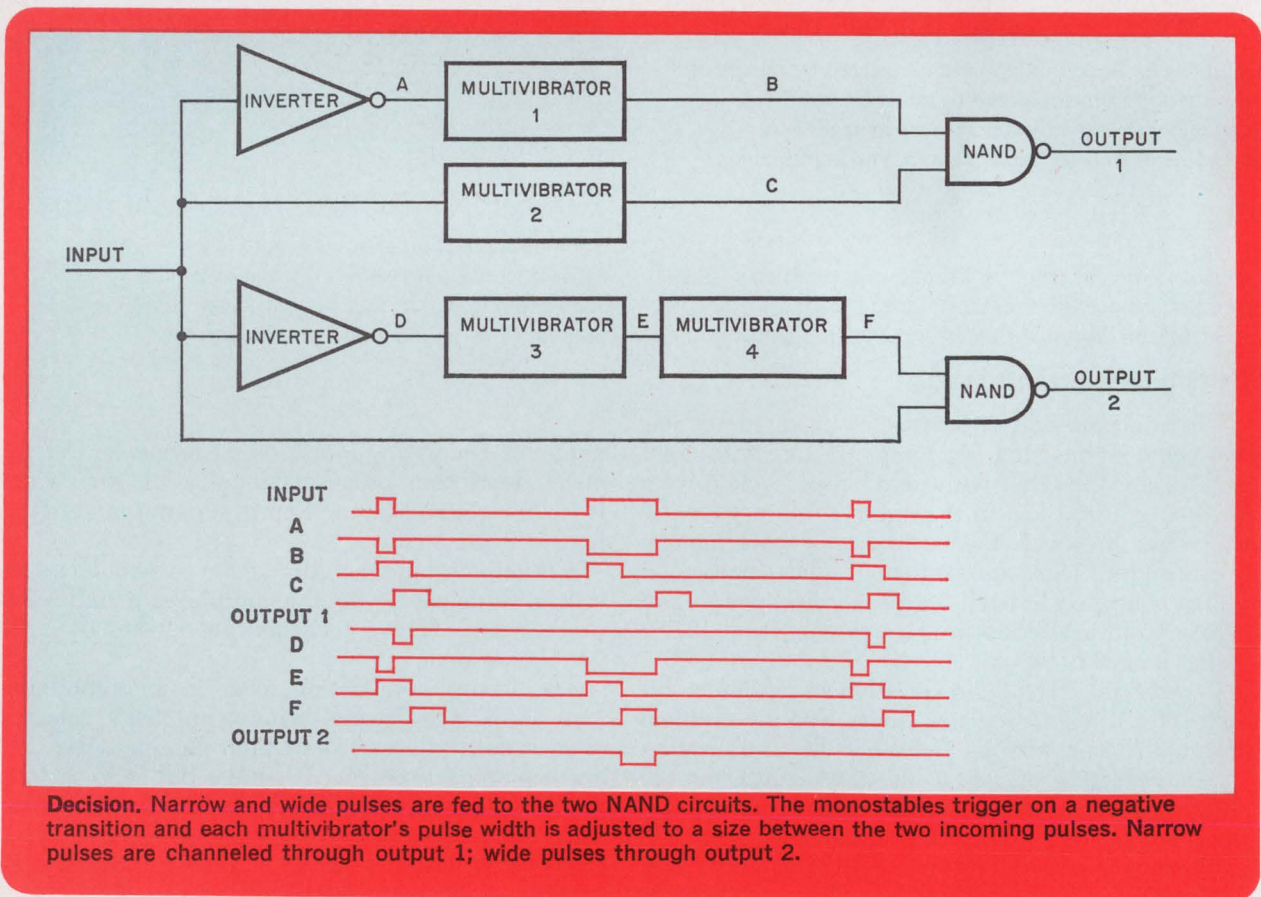 INVERTER
A
MULTIVIBRATOR
1
B
NAND
OUTPUT
1
MULTIVIBRATOR
2
C
INPUT
INVERTER
D
MULTIVIBRATOR
3
E
MULTIVIBRATOR
4
F
NAND
OUTPUT
2
INPUT
A
B
C
OUTPUT 1
D
E
F
OUTPUT 2
Decision. Narrow and wide pulses are fed to the two NAND circuits. The monostables trigger on a negative
transition and each multivibrator's pulse width is adjusted to a size between the two incoming pulses. Narrow
pulses are channeled through output 1; wide pulses through output 2.